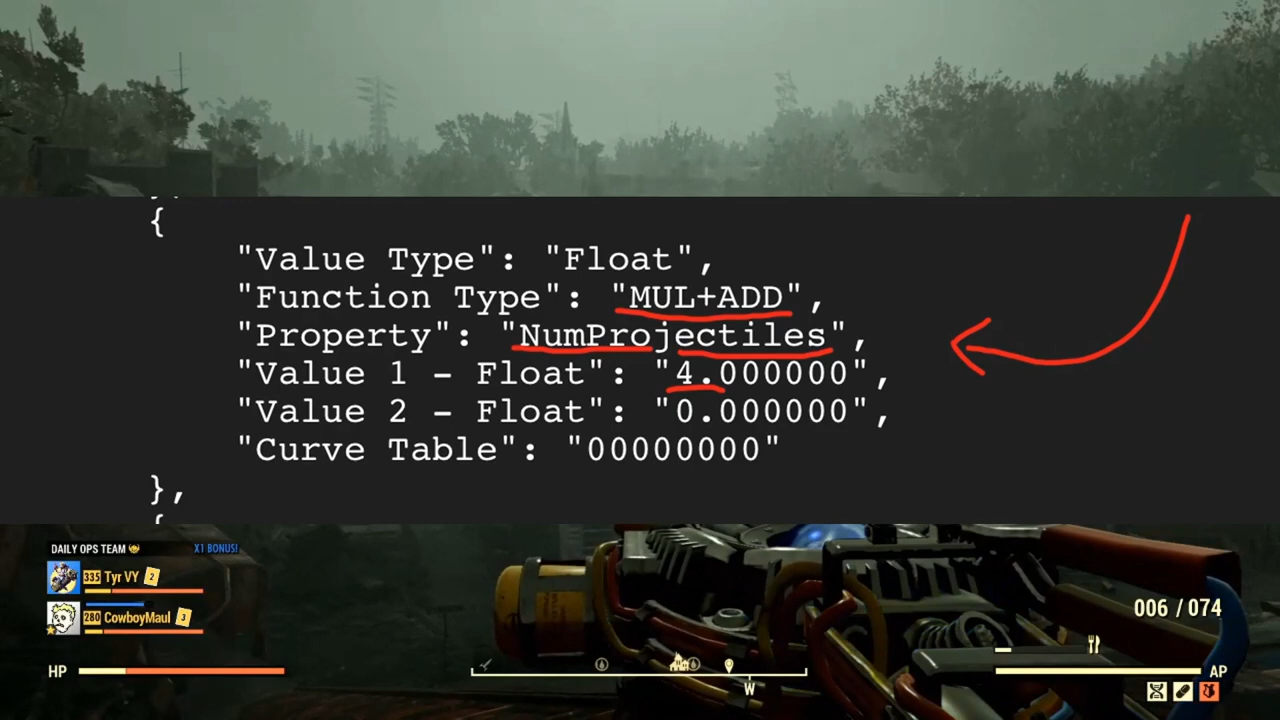 {
"Value Type": "Float",
"Function Type": "MUL+ADD",
"Property": "NumProjectiles",
"Value 1 - Float": "4.000000",
"Value 2 - Float": "0.000000",
"Curve Table": "00000000"
},
{
DAILY OPS TEAM X1 BONUS!
335 Tyr VY 2
280 CowboyMaul 3
006 / 074
HP AP
W